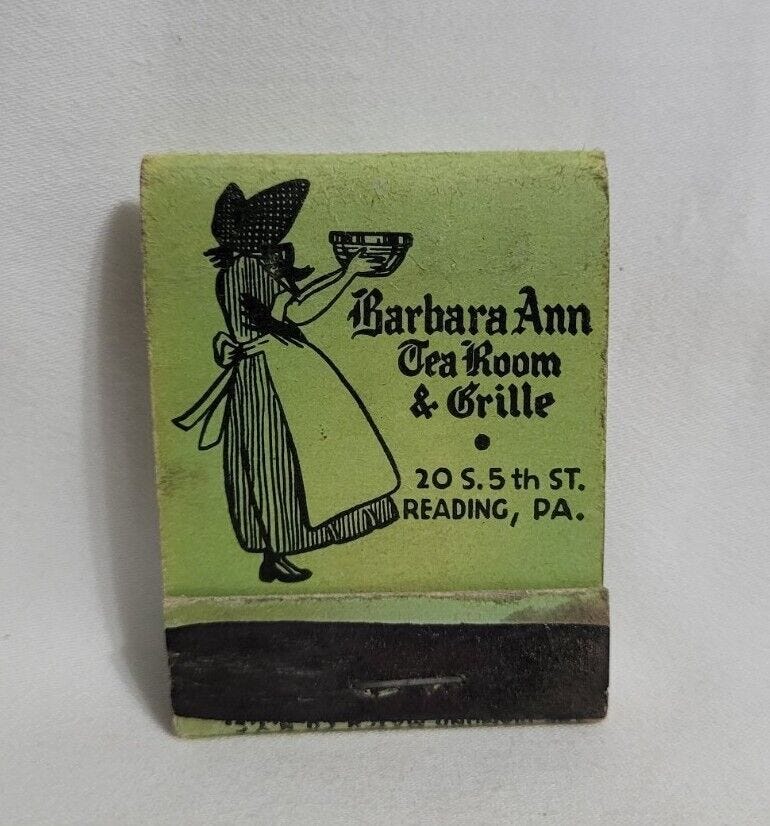 Barbara Ann
Tea Room
& Grille
•
20 S. 5th ST.
READING, PA.